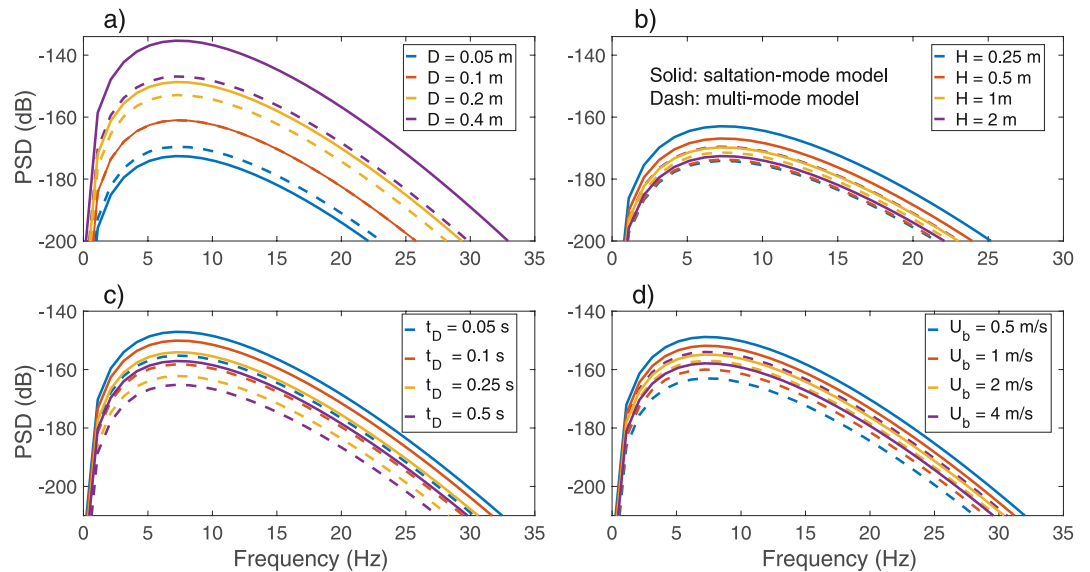 a)
D = 0.05 m
D = 0.1 m
D = 0.2 m
D = 0.4 m
-140
-160
-180
-200
0 5 10 15 20 25 30 35
PSD (dB)
b)
Solid: saltation-mode model
Dash: multi-mode model
H = 0.25 m
H = 0.5 m
H = 1m
H = 2 m
-140
-160
-180
-200
0 5 10 15 20 25 30
c)
t_D = 0.05 s
t_D = 0.1 s
t_D = 0.25 s
t_D = 0.5 s
-140
-160
-180
-200
0 5 10 15 20 25 30 35
PSD (dB)
Frequency (Hz)
d)
U_b = 0.5 m/s
U_b = 1 m/s
U_b = 2 m/s
U_b = 4 m/s
-140
-160
-180
-200
0 5 10 15 20 25 30 35
Frequency (Hz)